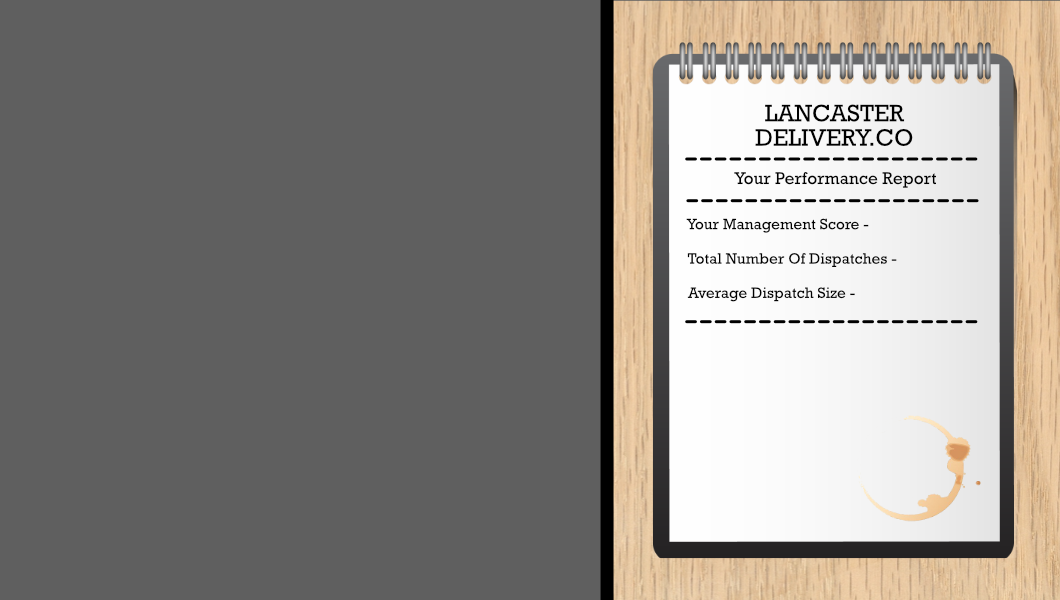 LANCASTER
DELIVERY.CO
Your Performance Report
Your Management Score -
Total Number Of Dispatches -
Average Dispatch Size -